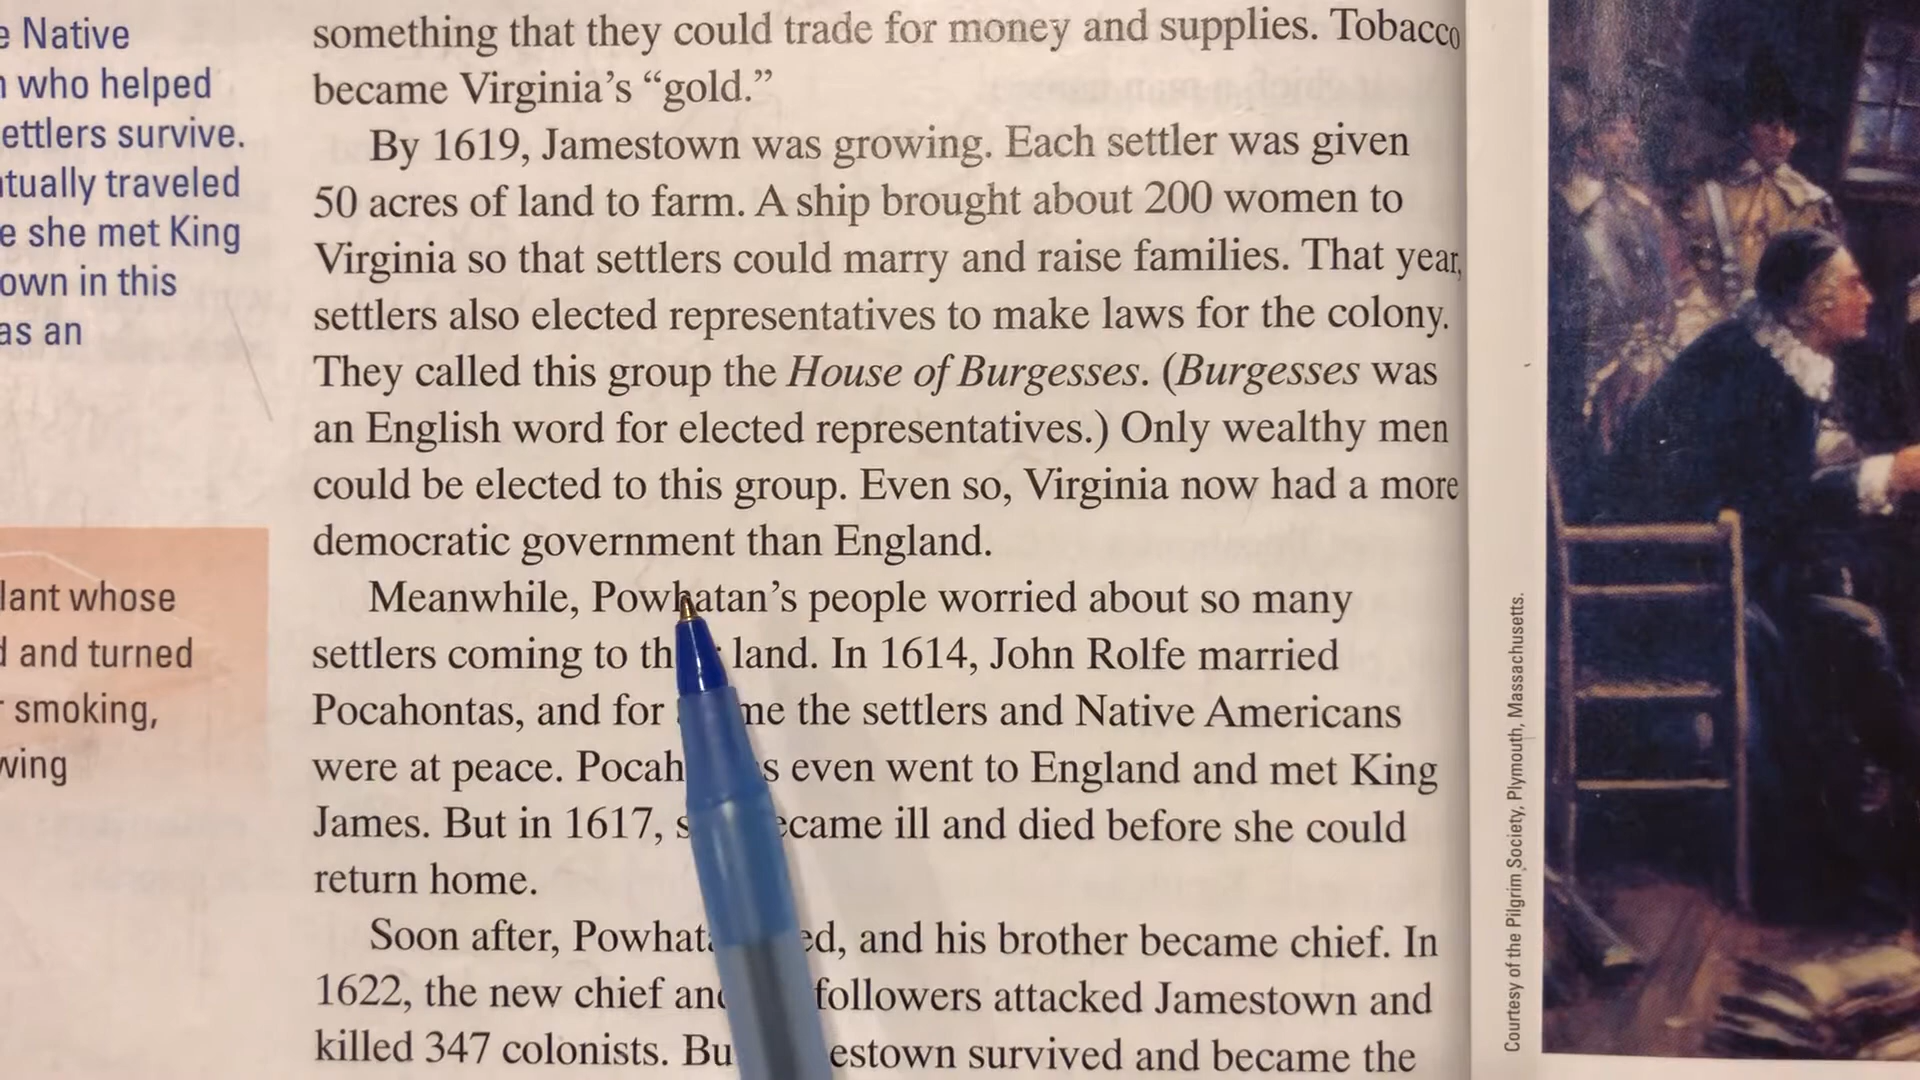 e Native
who helped
ettlers survive.
tually traveled
e she met King
own in this
as an
lant whose
d and turned
smoking,
wing
something that they could trade for money and supplies. Tobacco
became Virginia's “gold.”
By 1619, Jamestown was growing. Each settler was given
50 acres of land to farm. A ship brought about 200 women to
Virginia so that settlers could marry and raise families. That year,
settlers also elected representatives to make laws for the colony.
They called this group the House of Burgesses. (Burgesses was
an English word for elected representatives.) Only wealthy men
could be elected to this group. Even so, Virginia now had a more
democratic government than England.
Meanwhile, Powhatan's people worried about so many
settlers coming to land. In 1614, John Rolfe married
Pocahontas, and for the settlers and Native Americans
were at peace. even went to England and met King
James. But in 1617, ill and died before she could
return home.
Soon after, and his brother became chief. In
1622, the new chief followers attacked Jamestown and
killed 347 colonists. survived and became the
Courtesy of the Pilgrim Society, Plymouth, Massachusetts.